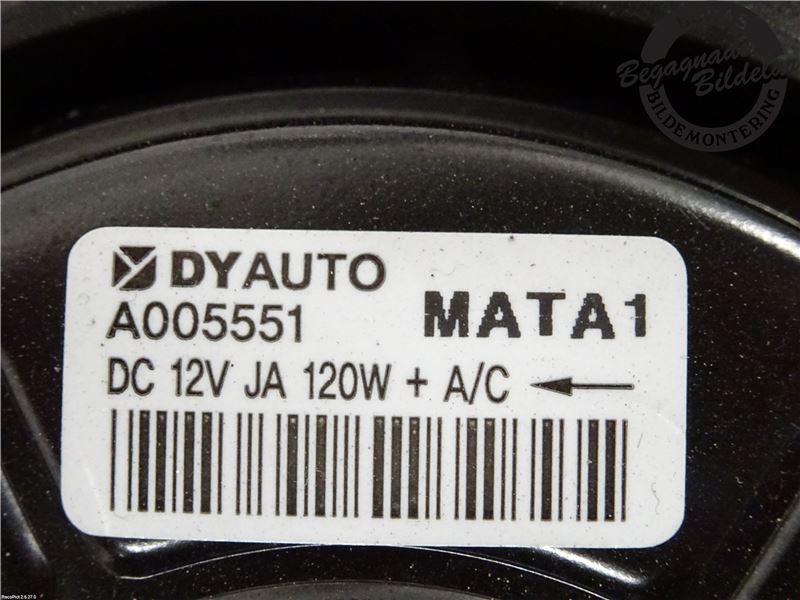 Begagnade
Bildelar
BILDEMONTERING
DYAUTO
A005551 MATA1
DC 12V JA 120W + A/C